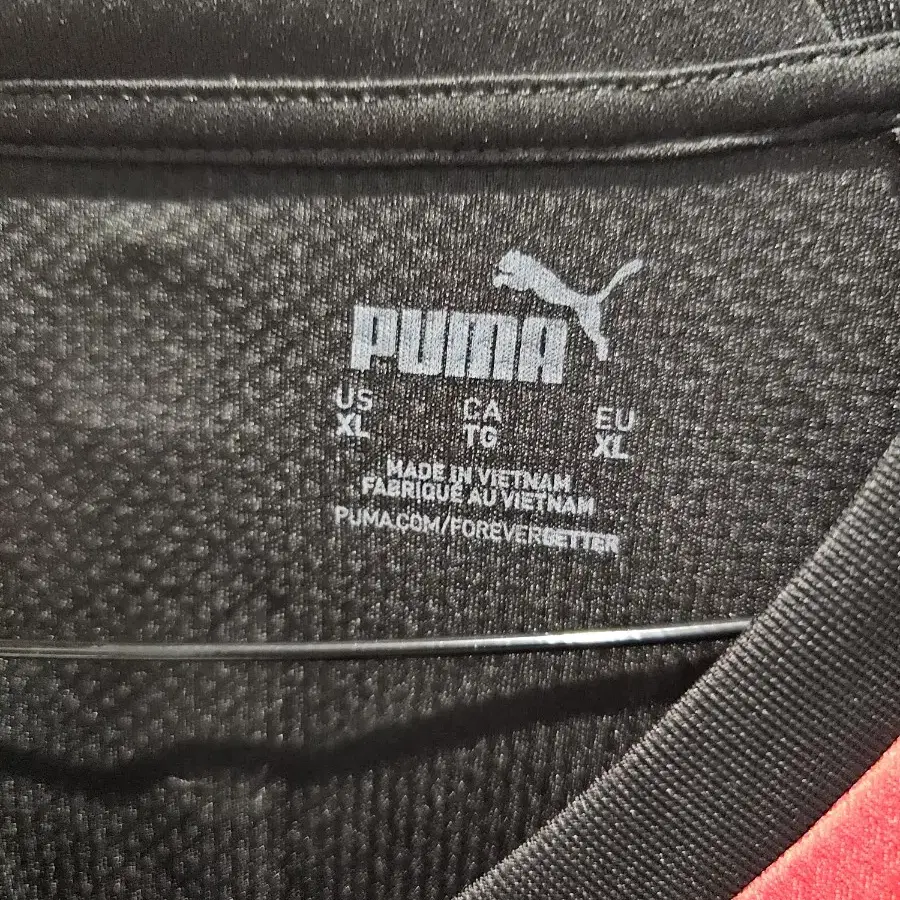 PUMA
US CA EU
XL TG XL
MADE IN VIETNAM
FABRIQUÉ AU VIETNAM
PUMA.COM/FOREVERBETTER